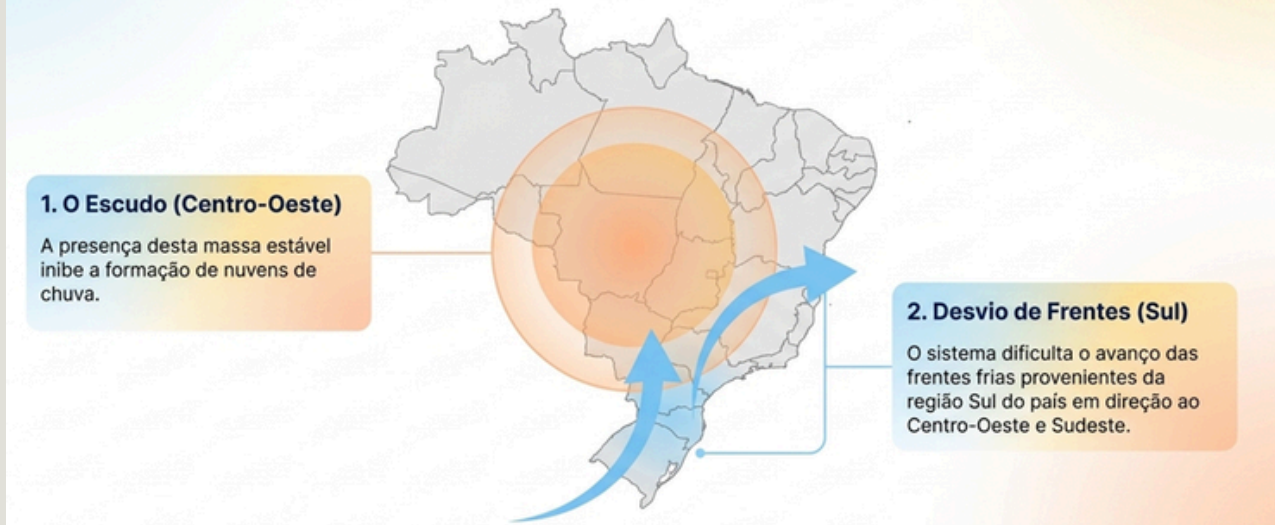 1. O Escudo (Centro-Oeste)
A presença desta massa estável
inibe a formação de nuvens de
chuva.
2. Desvio de Frentes (Sul)
O sistema dificulta o avanço das
frentes frias provenientes da
região Sul do país em direção ao
Centro-Oeste e Sudeste.